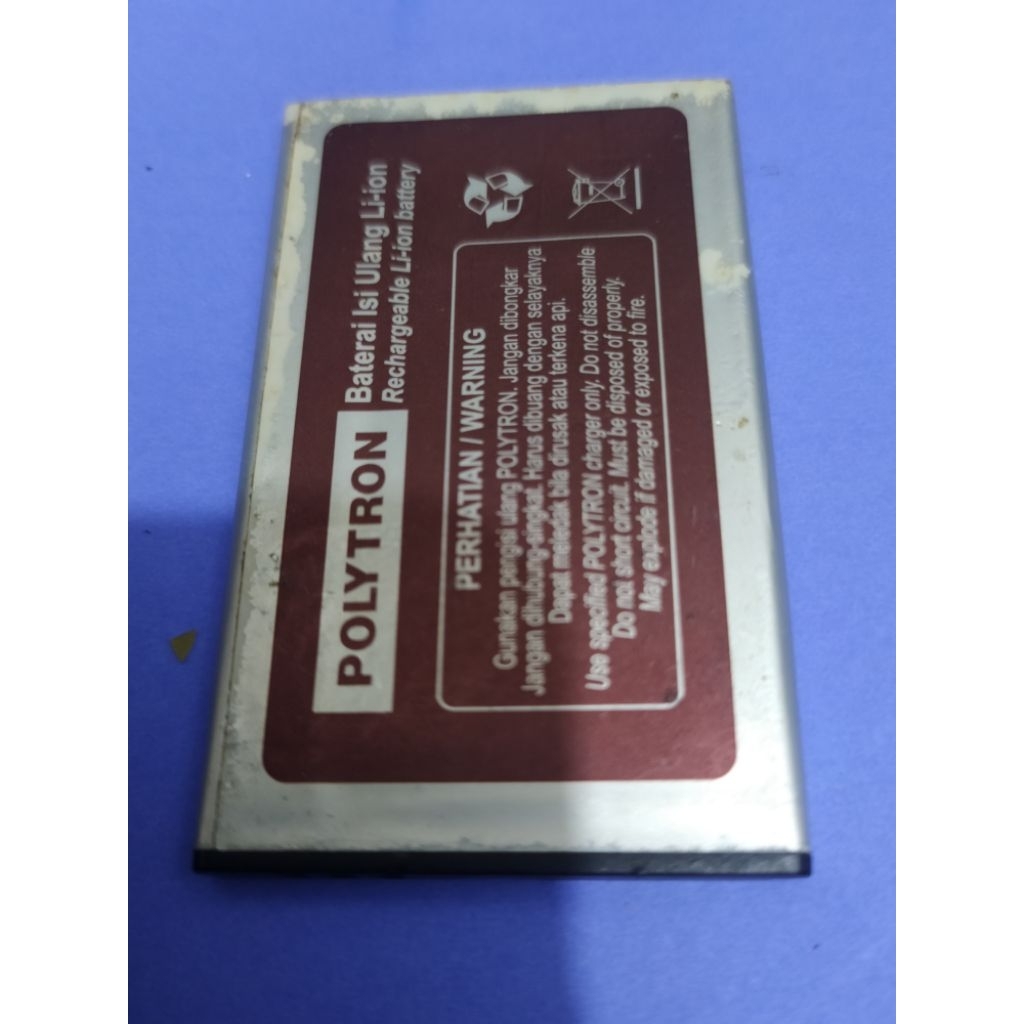 POLYTRON
Baterai Isi Ulang Li-ion
Rechargeable Li-ion battery
PERHATIAN / WARNING
Gunakan pengisi ulang POLYTRON. Jangan dibongkar
Jangan dihubung-singkat. Harus dibuang dengan selayaknya
Dapat meledak bila dirusak atau terkena api.
Use specified POLYTRON charger only. Do not disassemble
Do not short circuit. Must be disposed of properly.
May explode if damaged or exposed to fire.